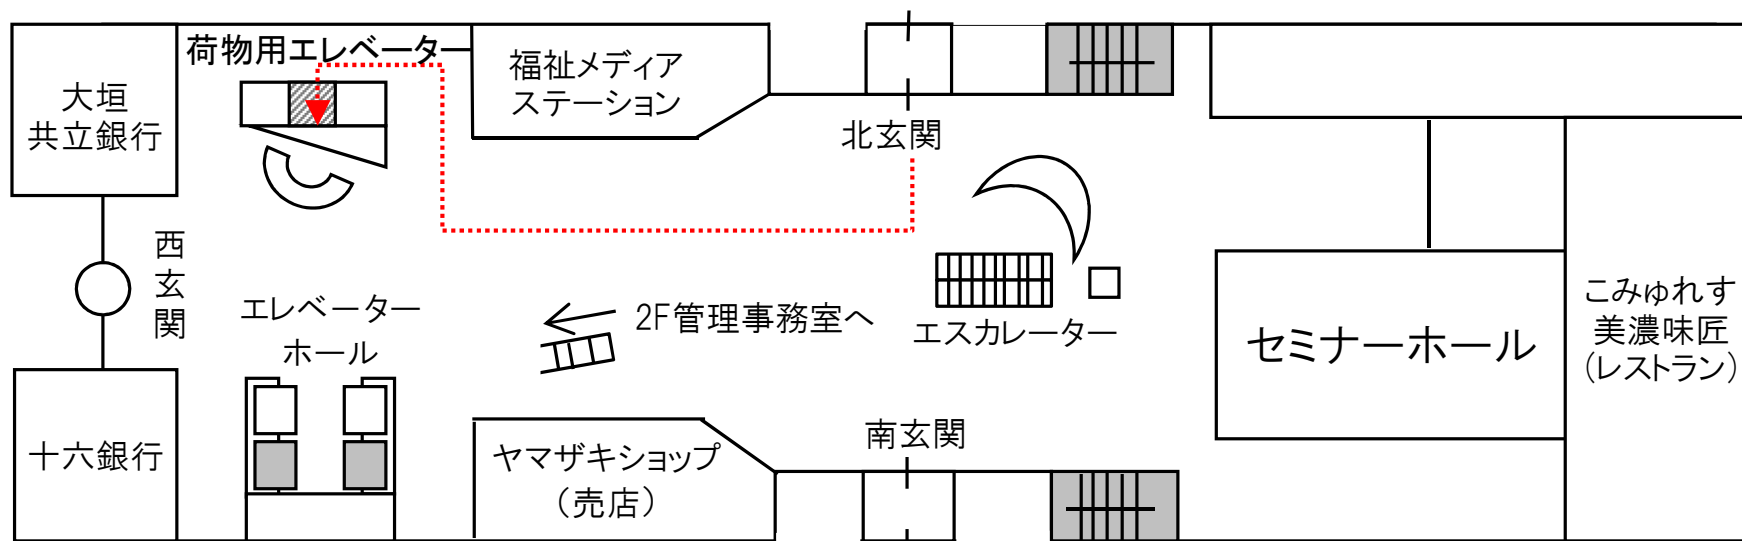 荷物用エレベーター
大垣
共立銀行
福祉メディア
ステーション
北玄関
西玄関
エレベーター
ホール
2F管理事務室へ
エスカレーター
セミナーホール
こみゅれす
美濃味匠
(レストラン)
十六銀行
ヤマザキショップ
(売店)
南玄関